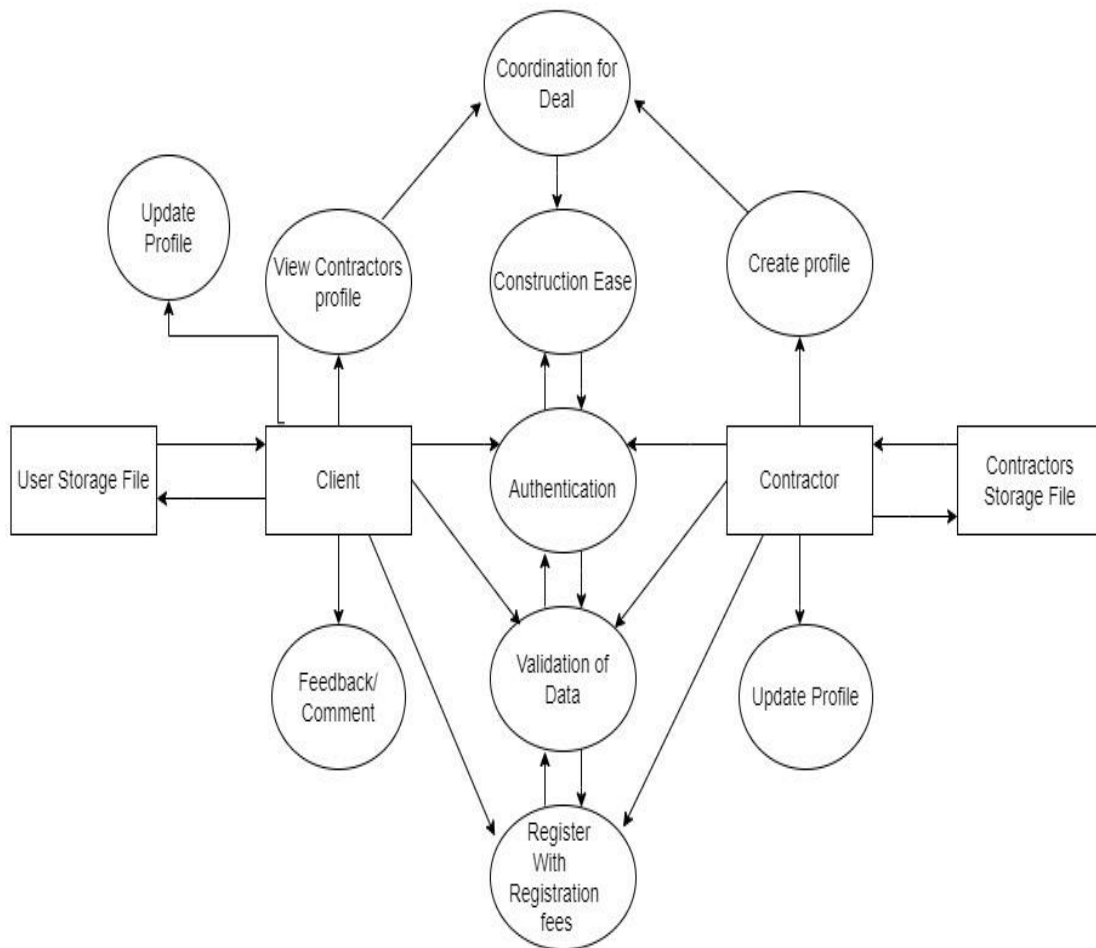 Coordination for
Deal
Update
Profile
View Contractors
profile
Construction Ease
Create profile
User Storage File
Client
Authentication
Contractor
Contractors
Storage File
Feedback/
Comment
Validation of
Data
Update Profile
Register
With
Registration
fees